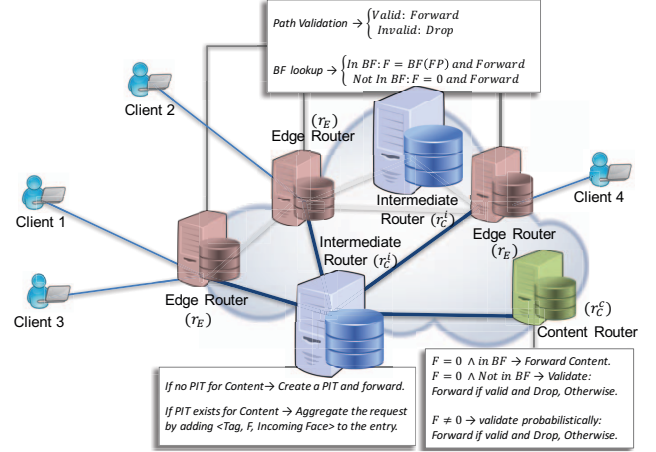 Path Validation → { Valid: Forward
Invalid: Drop
BF lookup → { In BF: F = BF(FP) and Forward
Not In BF: F = 0 and Forward
Client 2
(r_E)
Edge Router
Client 1
Intermediate
Router (r_C^i)
Client 4
Edge Router
(r_E)
Intermediate
Router (r_C^i)
Client 3
Edge Router
(r_E)
(r_C^c)
Content Router
If no PIT for Content→ Create a PIT and forward.
If PIT exists for Content → Aggregate the request
by adding <Tag, F, Incoming Face> to the entry.
F = 0 ∧ in BF → Forward Content.
F = 0 ∧ Not in BF → Validate:
Forward if valid and Drop, Otherwise.
F ≠ 0 → validate probabilistically:
Forward if valid and Drop, Otherwise.